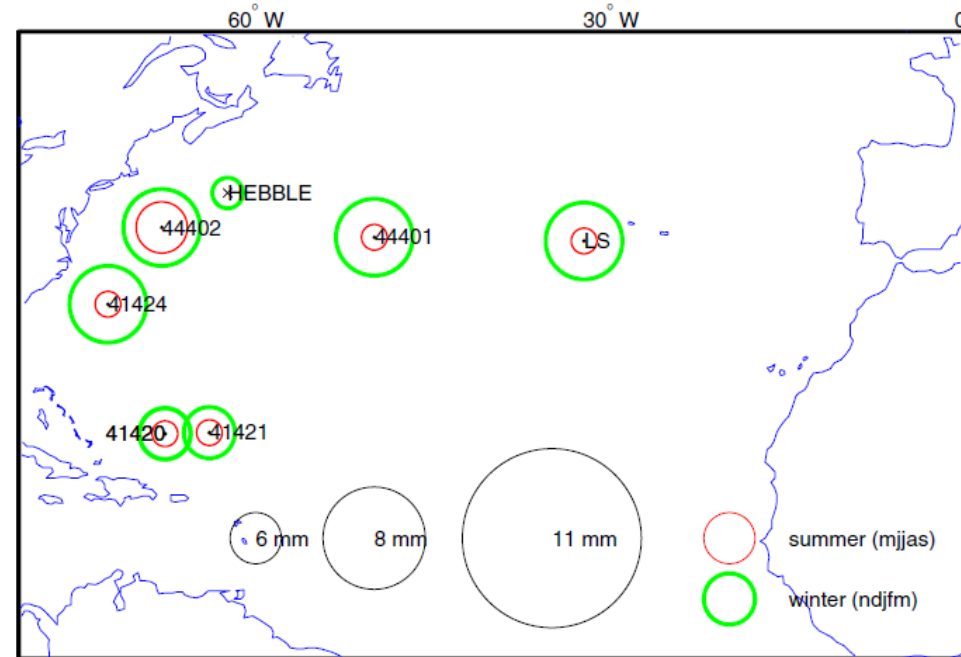 60° W
30° W
0
HEBBLE
44402
44401
LS
41424
41420
41421
6 mm
8 mm
11 mm
summer (mjjas)
winter (ndjfm)